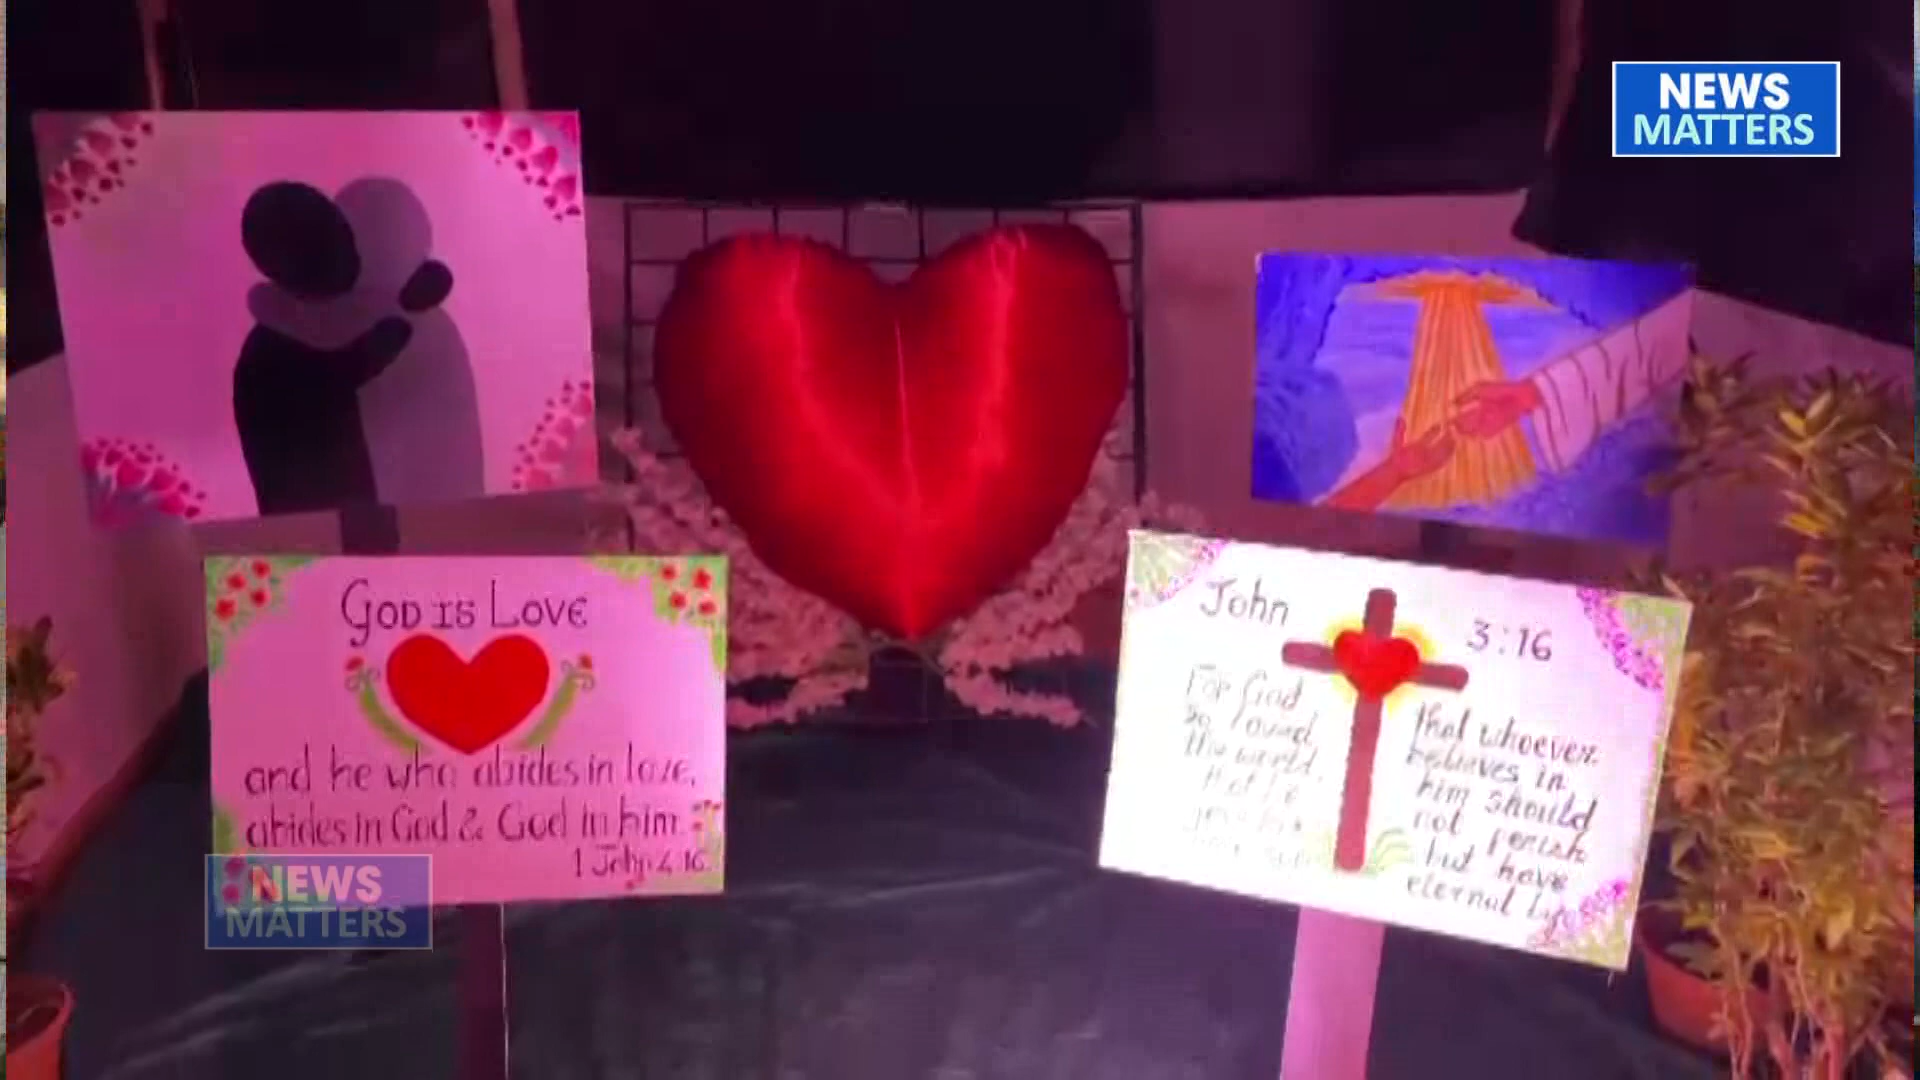 NEWS
MATTERS
GOD IS LOVE
and he who abides in love,
abides in God & God in him.
1 John 4:16.
NEWS
MATTERS
John 3:16
For God
so loved
the world,
that he
that whoever
believes in
him should
not perish
but have
eternal life